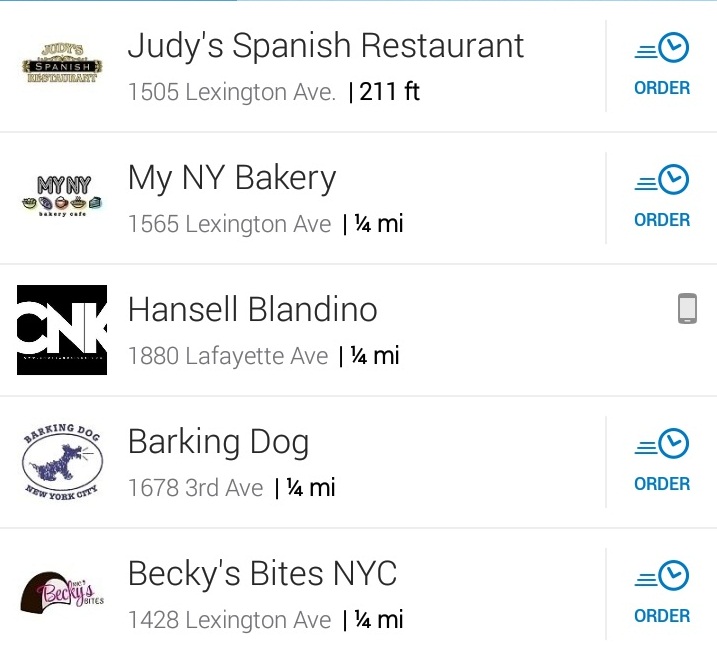 JUDY'S
SPANISH
RESTAURANT
Judy's Spanish Restaurant
1505 Lexington Ave. | 211 ft
ORDER
MY NY
bakery cafe
My NY Bakery
1565 Lexington Ave | ¼ mi
ORDER
CNK
Hansell Blandino
1880 Lafayette Ave | ¼ mi
BARKING DOG
NEW YORK CITY
Barking Dog
1678 3rd Ave | ¼ mi
ORDER
Becky's
BITES
Becky's Bites NYC
1428 Lexington Ave | ¼ mi
ORDER